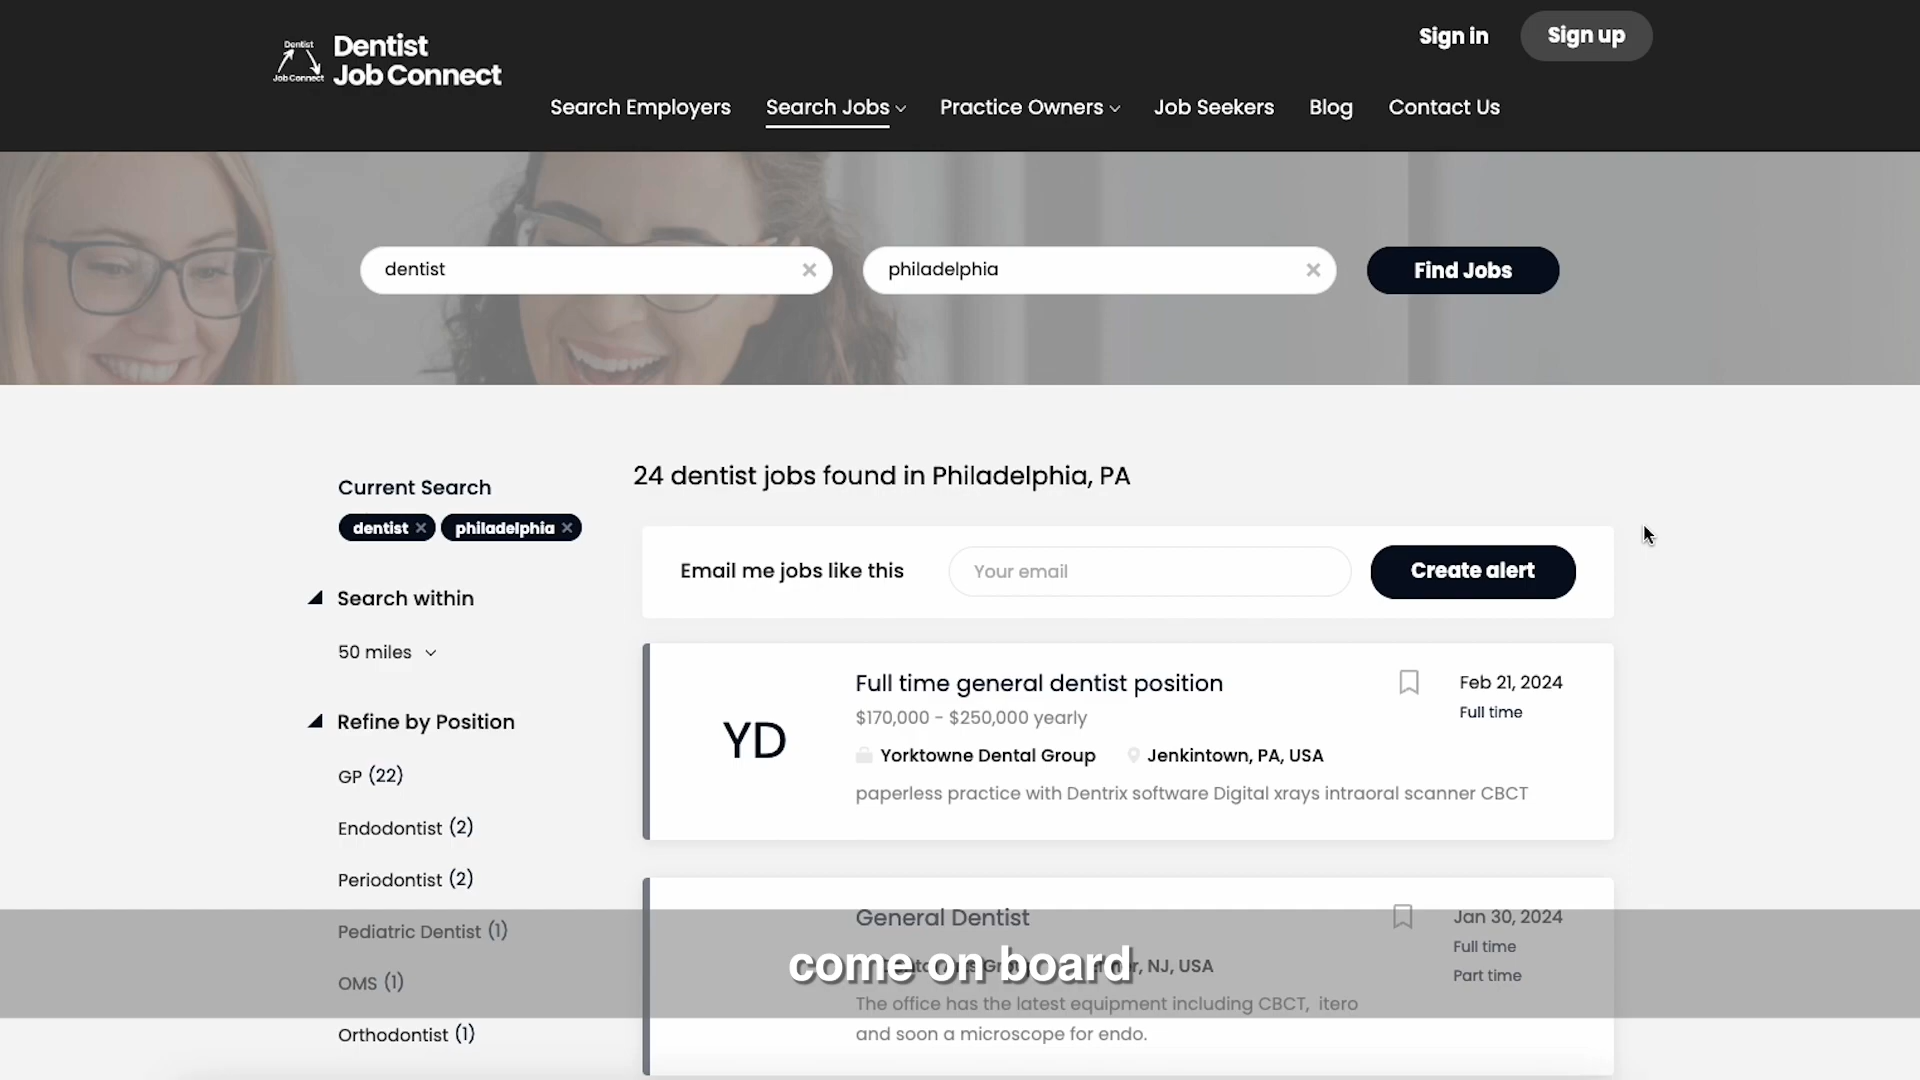 Dentist
Job Connect
Dentist
Job Connect
Sign in
Sign up
Search Employers
Search Jobs
Practice Owners
Job Seekers
Blog
Contact Us
dentist
philadelphia
Find Jobs
Current Search
dentist
philadelphia
Search within
50 miles
Refine by Position
GP (22)
Endodontist (2)
Periodontist (2)
Pediatric Dentist (1)
OMS (1)
Orthodontist (1)
24 dentist jobs found in Philadelphia, PA
Email me jobs like this
Your email
Create alert
YD
Full time general dentist position
$170,000 - $250,000 yearly
Yorktowne Dental Group
Jenkintown, PA, USA
paperless practice with Dentrix software Digital xrays intraoral scanner CBCT
Feb 21, 2024
Full time
General Dentist
NJ, USA
The office has the latest equipment including CBCT, itero
and soon a microscope for endo.
Jan 30, 2024
Full time
Part time
come on board